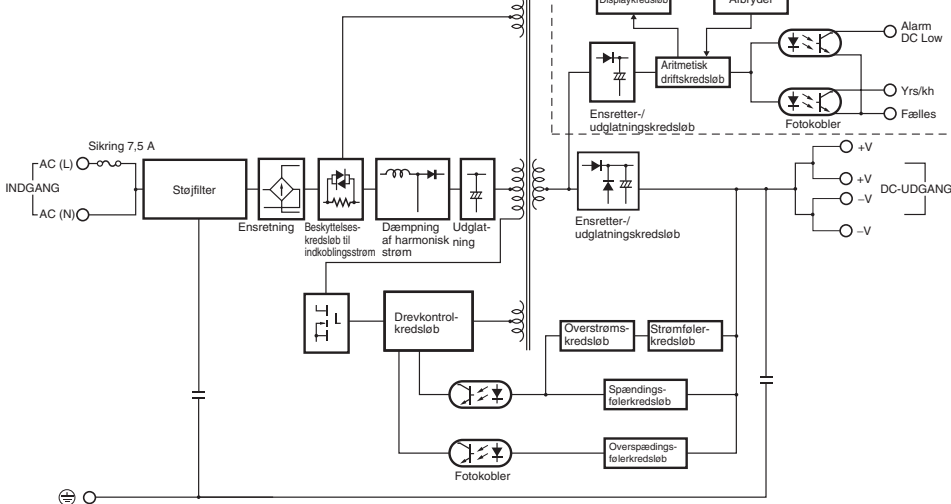 Displaykredsløb
Afbryder
Alarm
DC Low
Aritmetisk
driftskredsløb
Yrs/kh
Fælles
Ensretter-/
udglatningskredsløb
Fotokobler
Sikring 7,5 A
AC (L)
INDGANG
AC (N)
Støjfilter
Ensretning
Beskyttelses-
kredsløb til
indkoblingsstrøm
Dæmpning
af harmonisk
strøm
Udglat-
ning
Ensretter-/
udglatningskredsløb
+V
+V
DC-UDGANG
–V
–V
Drevkontrol-
kredsløb
Overstrøms-
kredsløb
Strømføler-
kredsløb
Spændings-
følerkredsløb
Overspædings-
følerkredsløb
Fotokobler